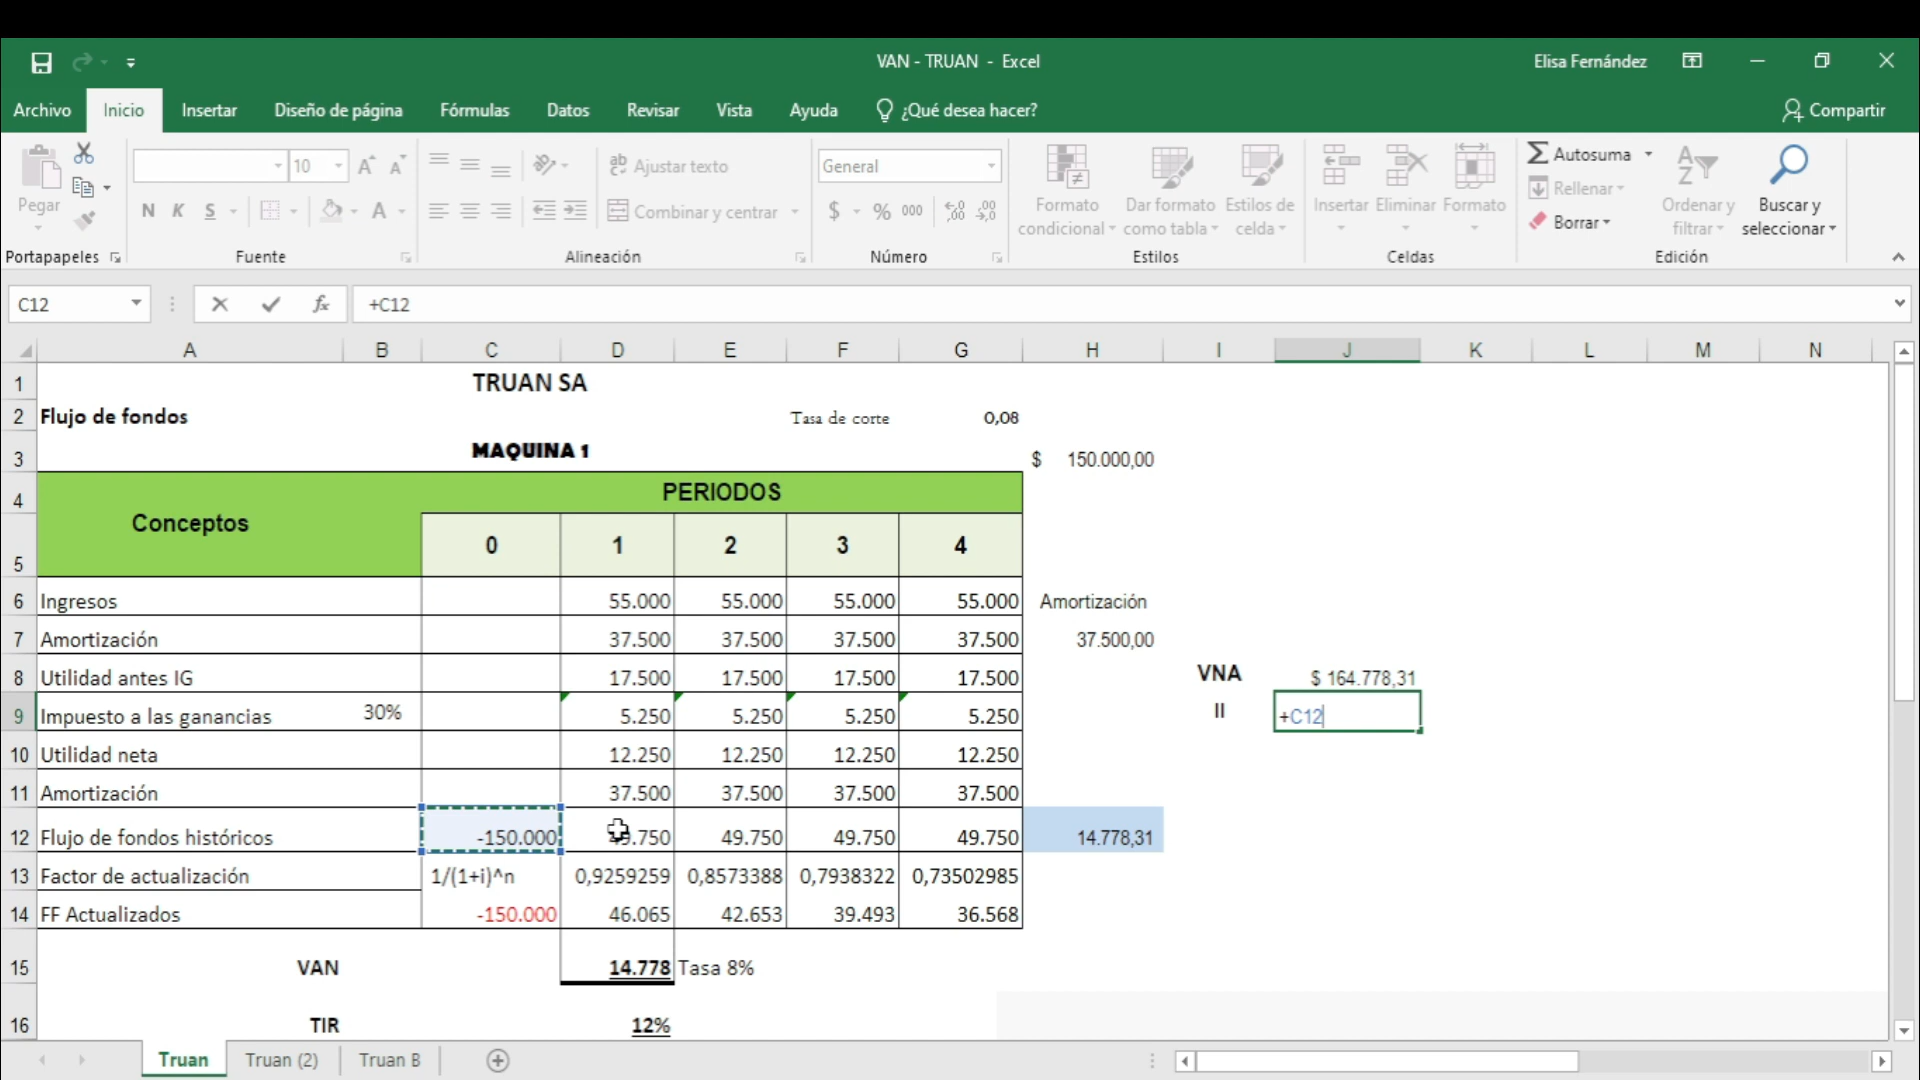 VAN - TRUAN - Excel
Elisa Fernández
Archivo Inicio Insertar Diseño de página Fórmulas Datos Revisar Vista Ayuda ¿Qué desea hacer? Compartir
Pegar
10
Ajustar texto
General
Formato condicional
Dar formato como tabla
Estilos de celda
Insertar Eliminar Formato
Autosuma
Rellenar
Borrar
Ordenar y filtrar
Buscar y seleccionar
N K S
Combinar y centrar
$ % 000
Portapapeles Fuente Alineación Número Estilos Celdas Edición
C12 fx +C12
A B C D E F G H I J K L M N
1 TRUAN SA
2 Flujo de fondos Tasa de corte 0,08
3 MAQUINA 1 $ 150.000,00
4 PERIODOS
Conceptos
5 0 1 2 3 4
6 Ingresos 55.000 55.000 55.000 55.000 Amortización
7 Amortización 37.500 37.500 37.500 37.500 37.500,00
8 Utilidad antes IG 17.500 17.500 17.500 17.500 VNA $ 164.778,31
9 Impuesto a las ganancias 30% 5.250 5.250 5.250 5.250 II +C12
10 Utilidad neta 12.250 12.250 12.250 12.250
11 Amortización 37.500 37.500 37.500 37.500
12 Flujo de fondos históricos -150.000 49.750 49.750 49.750 49.750 14.778,31
13 Factor de actualización 1/(1+i)^n 0,9259259 0,8573388 0,7938322 0,73502985
14 FF Actualizados -150.000 46.065 42.653 39.493 36.568
15 VAN 14.778 Tasa 8%
16 TIR 12%
Truan Truan (2) Truan B